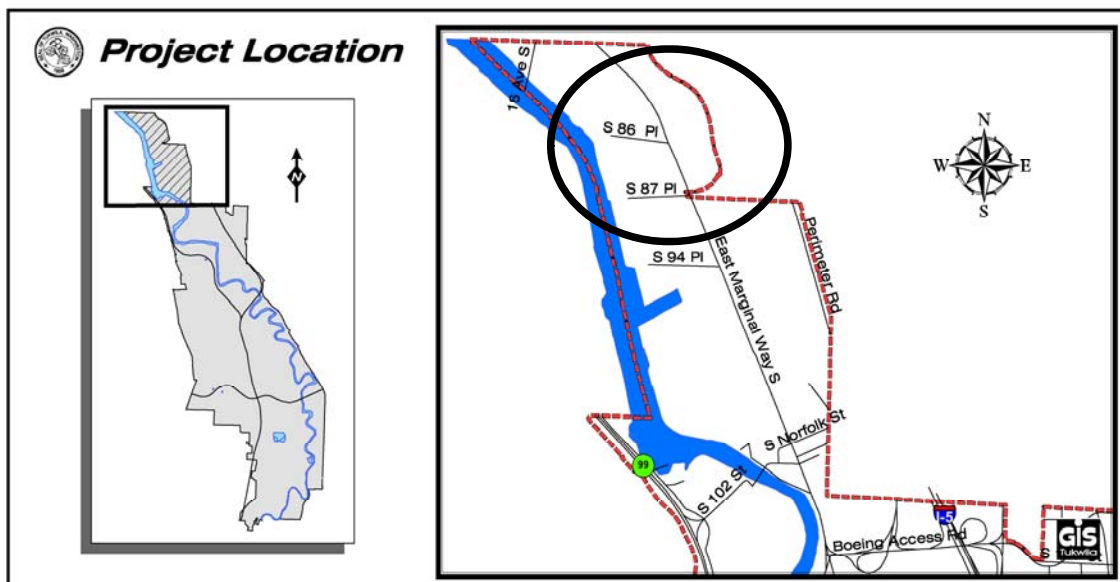 Project Location
N
16 Ave S
S 86 Pl
S 87 Pl
S 94 Pl
East Marginal Way S
Perimeter Rd
N
W E
S
S Norfolk St
99
S 102 St
I-5
Boeing Access Rd
GIS
Tukwila